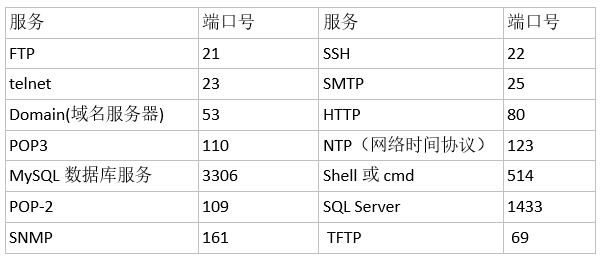 服务 端口号 服务 端口号
FTP 21 SSH 22
telnet 23 SMTP 25
Domain(域名服务器) 53 HTTP 80
POP3 110 NTP（网络时间协议） 123
MySQL 数据库服务 3306 Shell 或 cmd 514
POP-2 109 SQL Server 1433
SNMP 161 TFTP 69